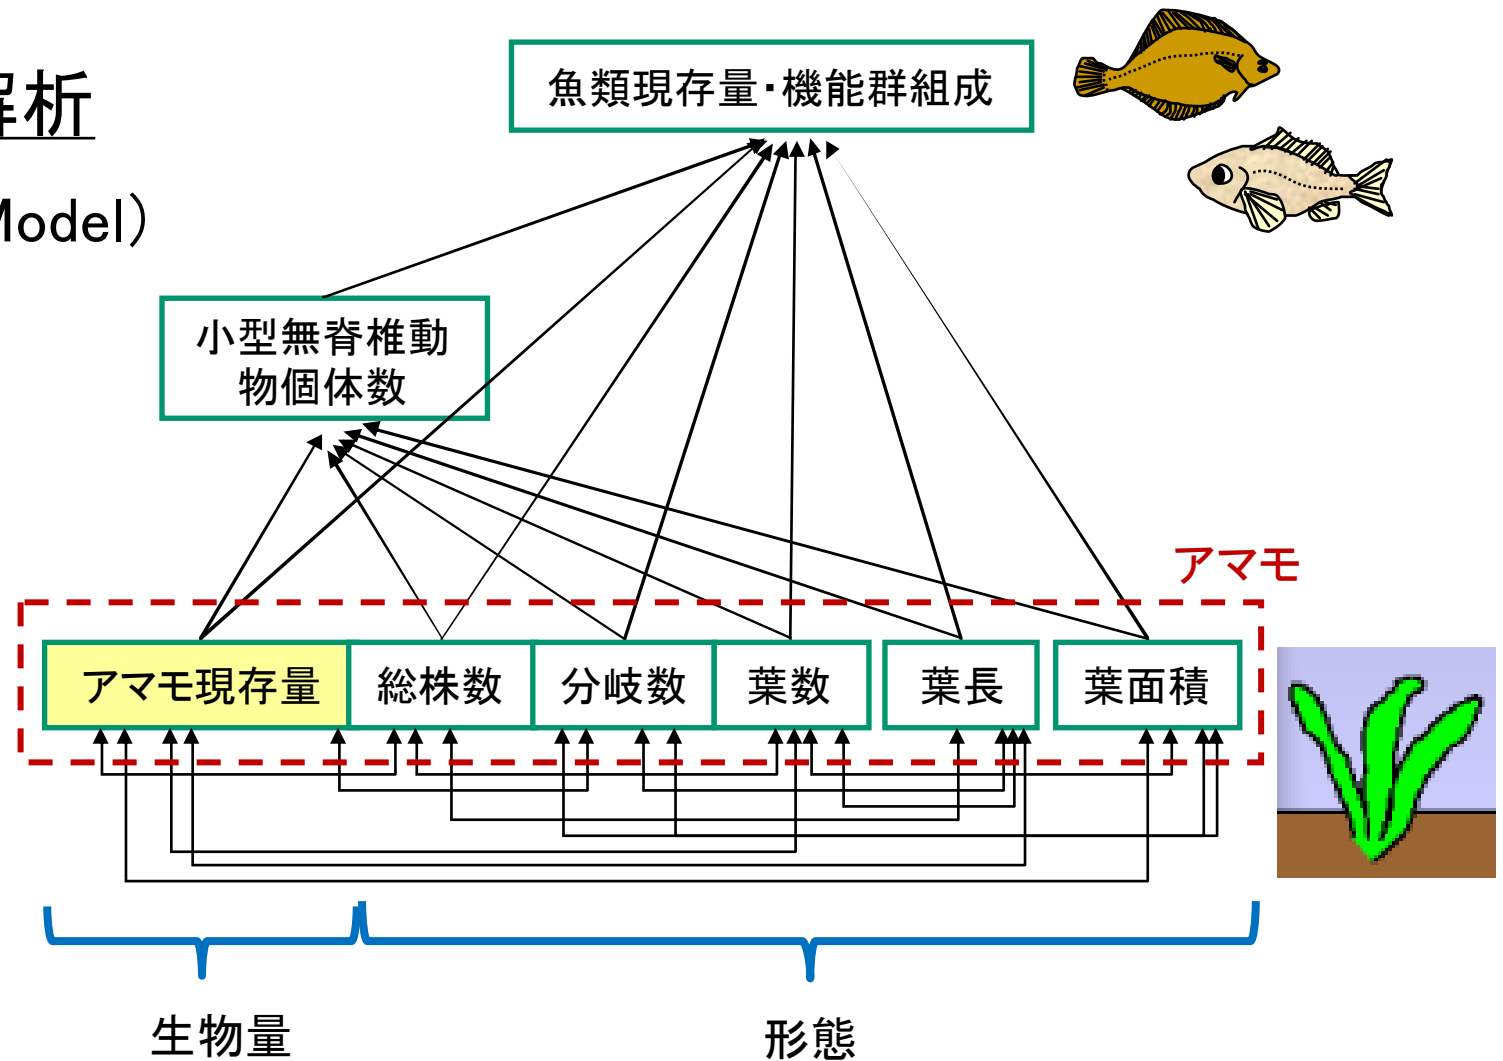 解析
Model）
魚類現存量・機能群組成
小型無脊椎動
物個体数
アマモ
アマモ現存量
総株数
分岐数
葉数
葉長
葉面積
生物量
形態